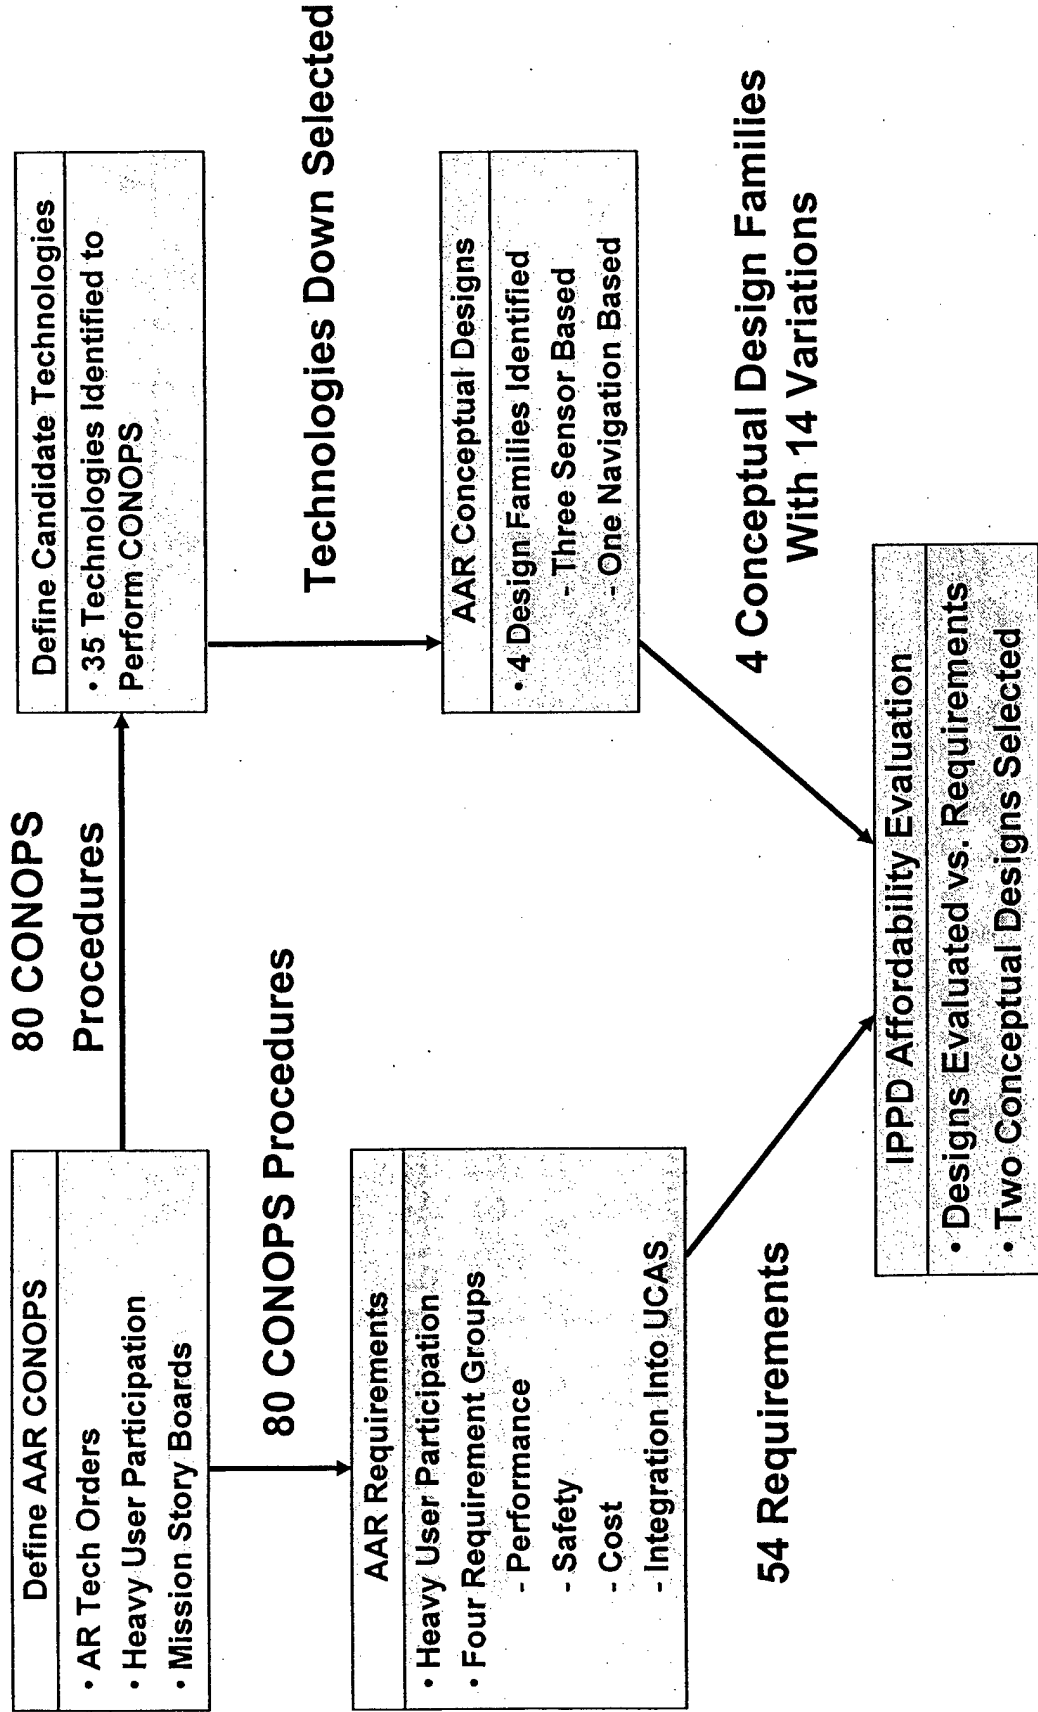 Define AAR CONOPS
• AR Tech Orders
• Heavy User Participation
• Mission Story Boards
80 CONOPS
Procedures
Define Candidate Technologies
• 35 Technologies Identified to
Perform CONOPS
80 CONOPS Procedures
Technologies Down Selected
AAR Requirements
• Heavy User Participation
• Four Requirement Groups
- Performance
- Safety
- Cost
- Integration Into UCAS
AAR Conceptual Designs
• 4 Design Families Identified
- Three Sensor Based
- One Navigation Based
54 Requirements
4 Conceptual Design Families
With 14 Variations
IPPD Affordability Evaluation
• Designs Evaluated vs. Requirements
• Two Conceptual Designs Selected